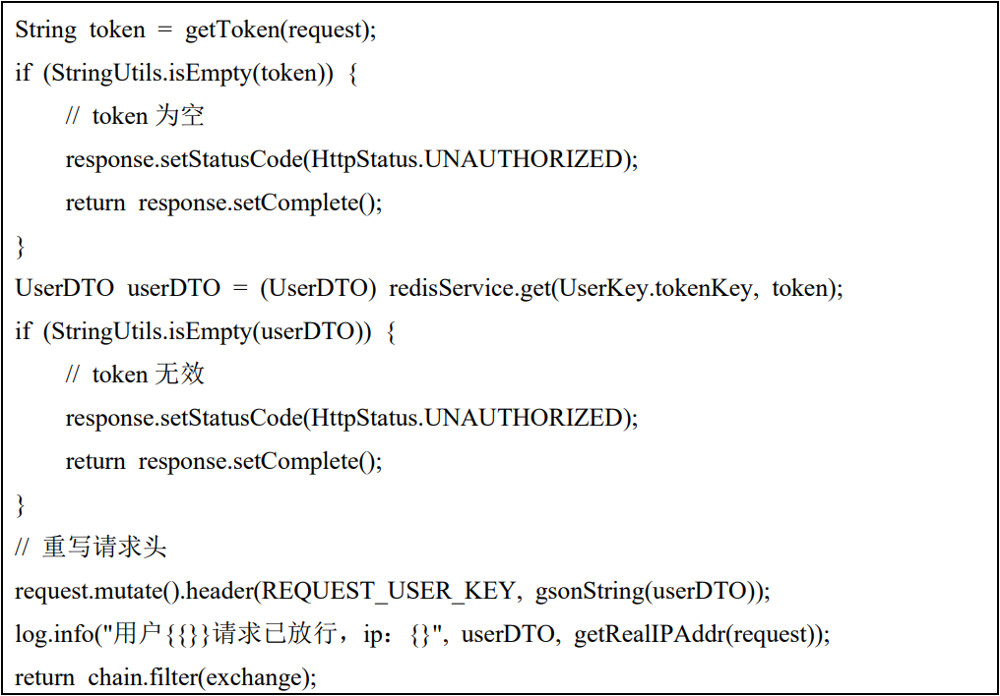 String token = getToken(request);
if (StringUtils.isEmpty(token)) {
// token 为空
response.setStatusCode(HttpStatus.UNAUTHORIZED);
return response.setComplete();
}
UserDTO userDTO = (UserDTO) redisService.get(UserKey.tokenKey, token);
if (StringUtils.isEmpty(userDTO)) {
// token 无效
response.setStatusCode(HttpStatus.UNAUTHORIZED);
return response.setComplete();
}
// 重写请求头
request.mutate().header(REQUEST_USER_KEY, gsonString(userDTO));
log.info("用户{{}}请求已放行，ip：{}", userDTO, getRealIPAddr(request));
return chain.filter(exchange);